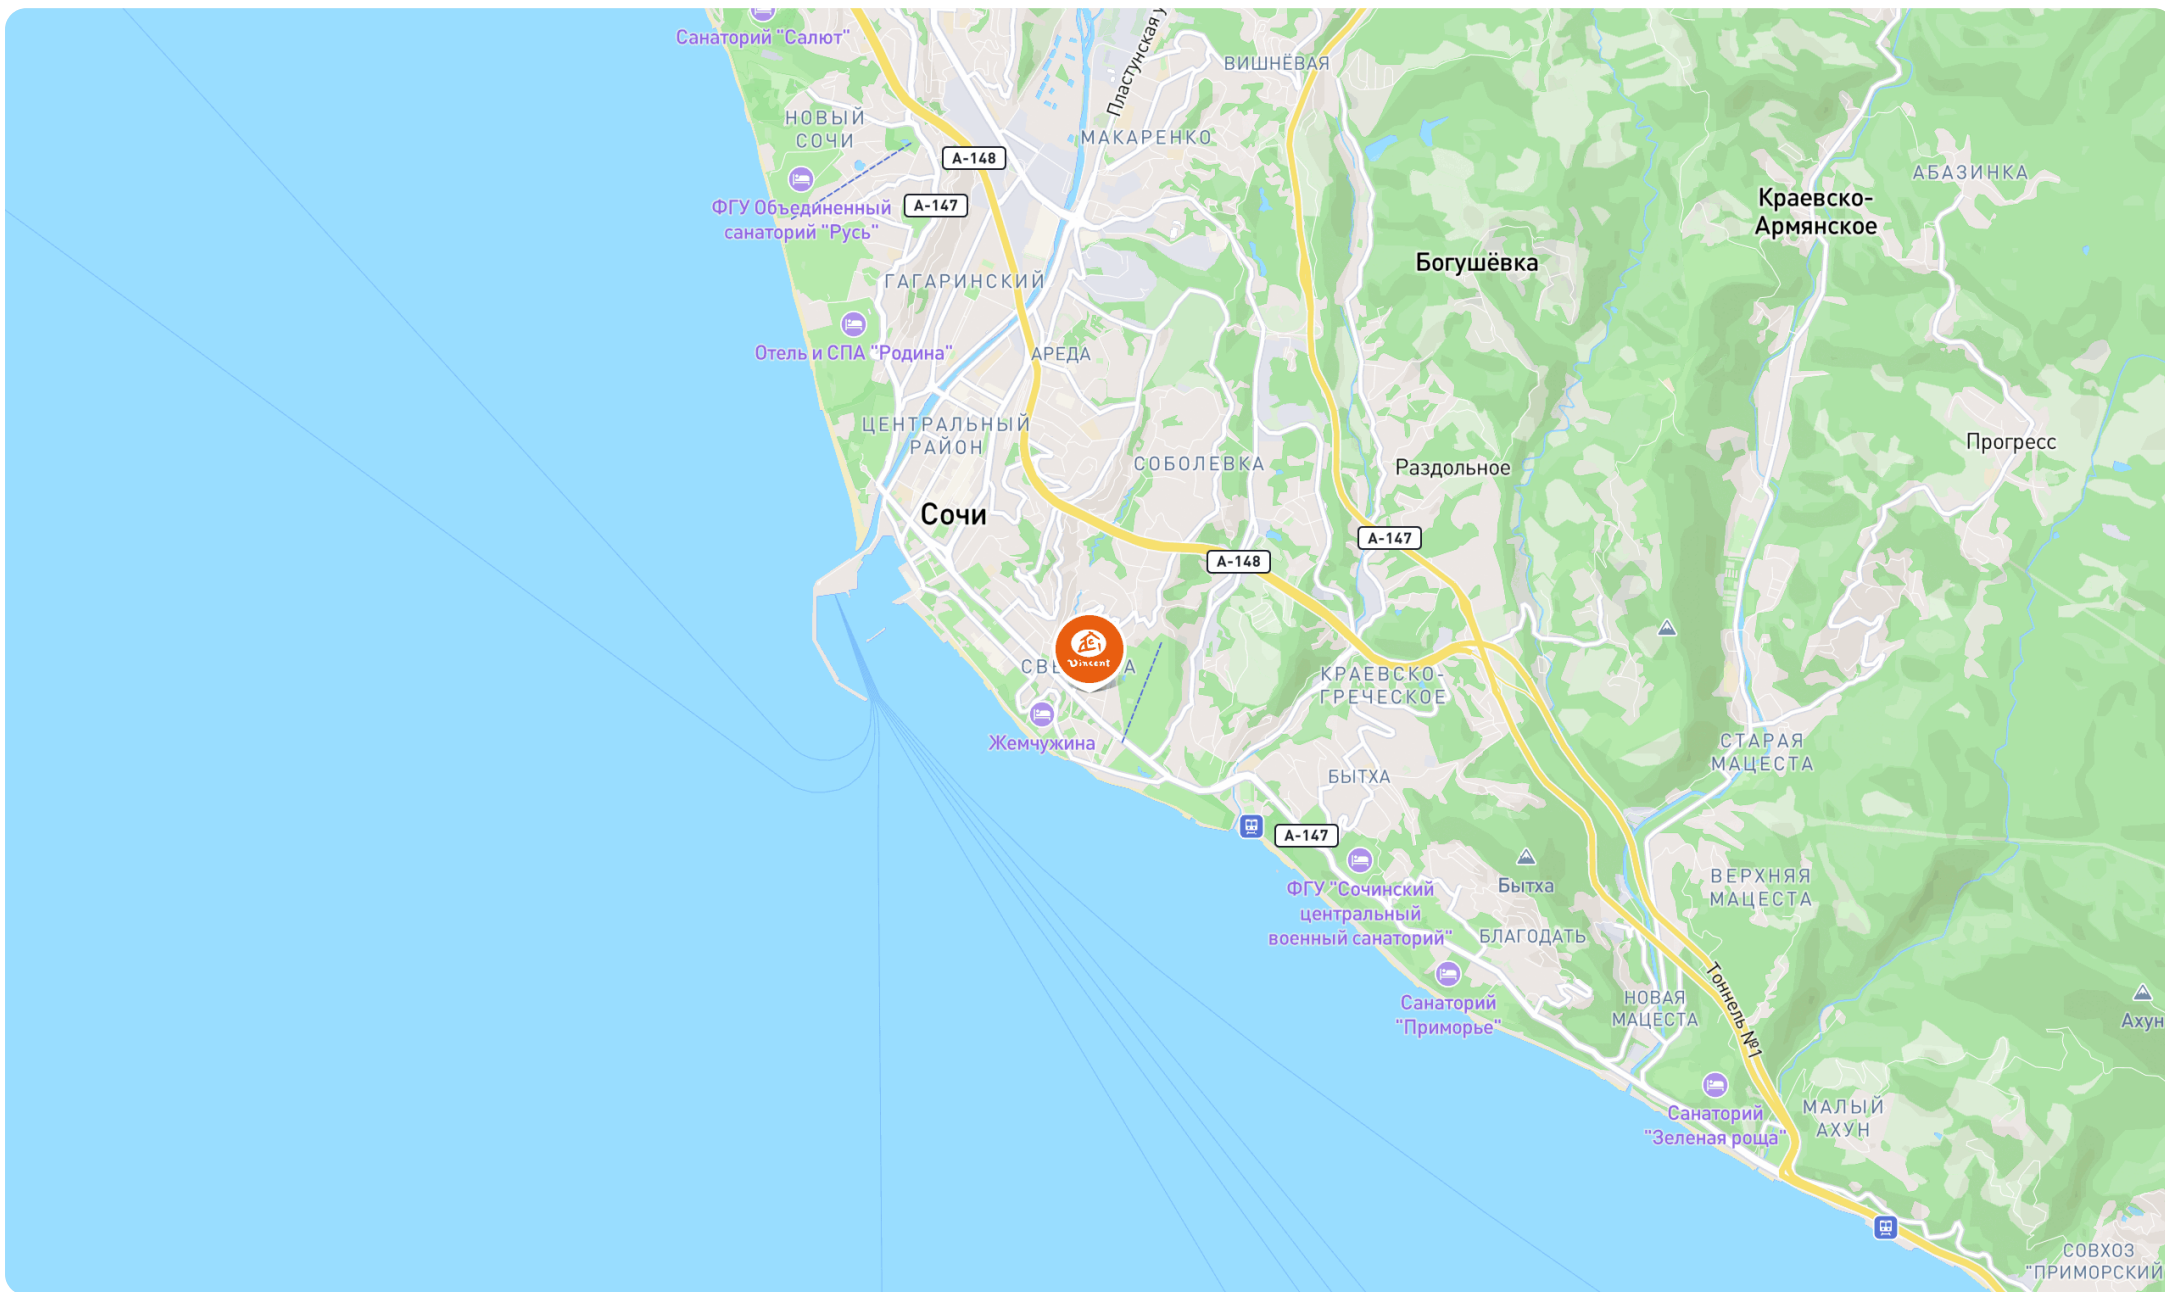 Санаторий "Салют"
Пластунская у
ВИШНЁВАЯ
НОВЫЙ
СОЧИ
МАКАРЕНКО
А-148
АБАЗИНКА
А-147
ФГУ Объединенный
санаторий "Русь"
Краевско-
Армянское
Богушёвка
ГАГАРИНСКИЙ
Отель и СПА "Родина"
АРЕДА
ЦЕНТРАЛЬНЫЙ
РАЙОН
Прогресс
СОБОЛЕВКА
Раздольное
Сочи
А-147
А-148
Vincent
СВЕ
А
КРАЕВСКО-
ГРЕЧЕСКОЕ
Жемчужина
СТАРАЯ
МАЦЕСТА
БЫТХА
А-147
ФГУ "Сочинский
центральный
военный санаторий"
Бытха
ВЕРХНЯЯ
МАЦЕСТА
БЛАГОДАТЬ
Санаторий
"Приморье"
НОВАЯ
МАЦЕСТА
Тоннель №1
Ахун
Санаторий
"Зеленая роща"
МАЛЫЙ
АХУН
СОВХОЗ
"ПРИМОРСКИЙ